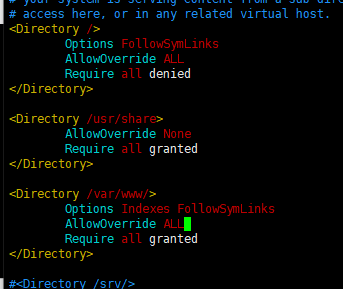 # your system is serving content from a sub-dire
# access here, or in any related virtual host.
<Directory />
Options FollowSymLinks
AllowOverride ALL
Require all denied
</Directory>
<Directory /usr/share>
AllowOverride None
Require all granted
</Directory>
<Directory /var/www/>
Options Indexes FollowSymLinks
AllowOverride ALL
Require all granted
</Directory>
#<Directory /srv/>